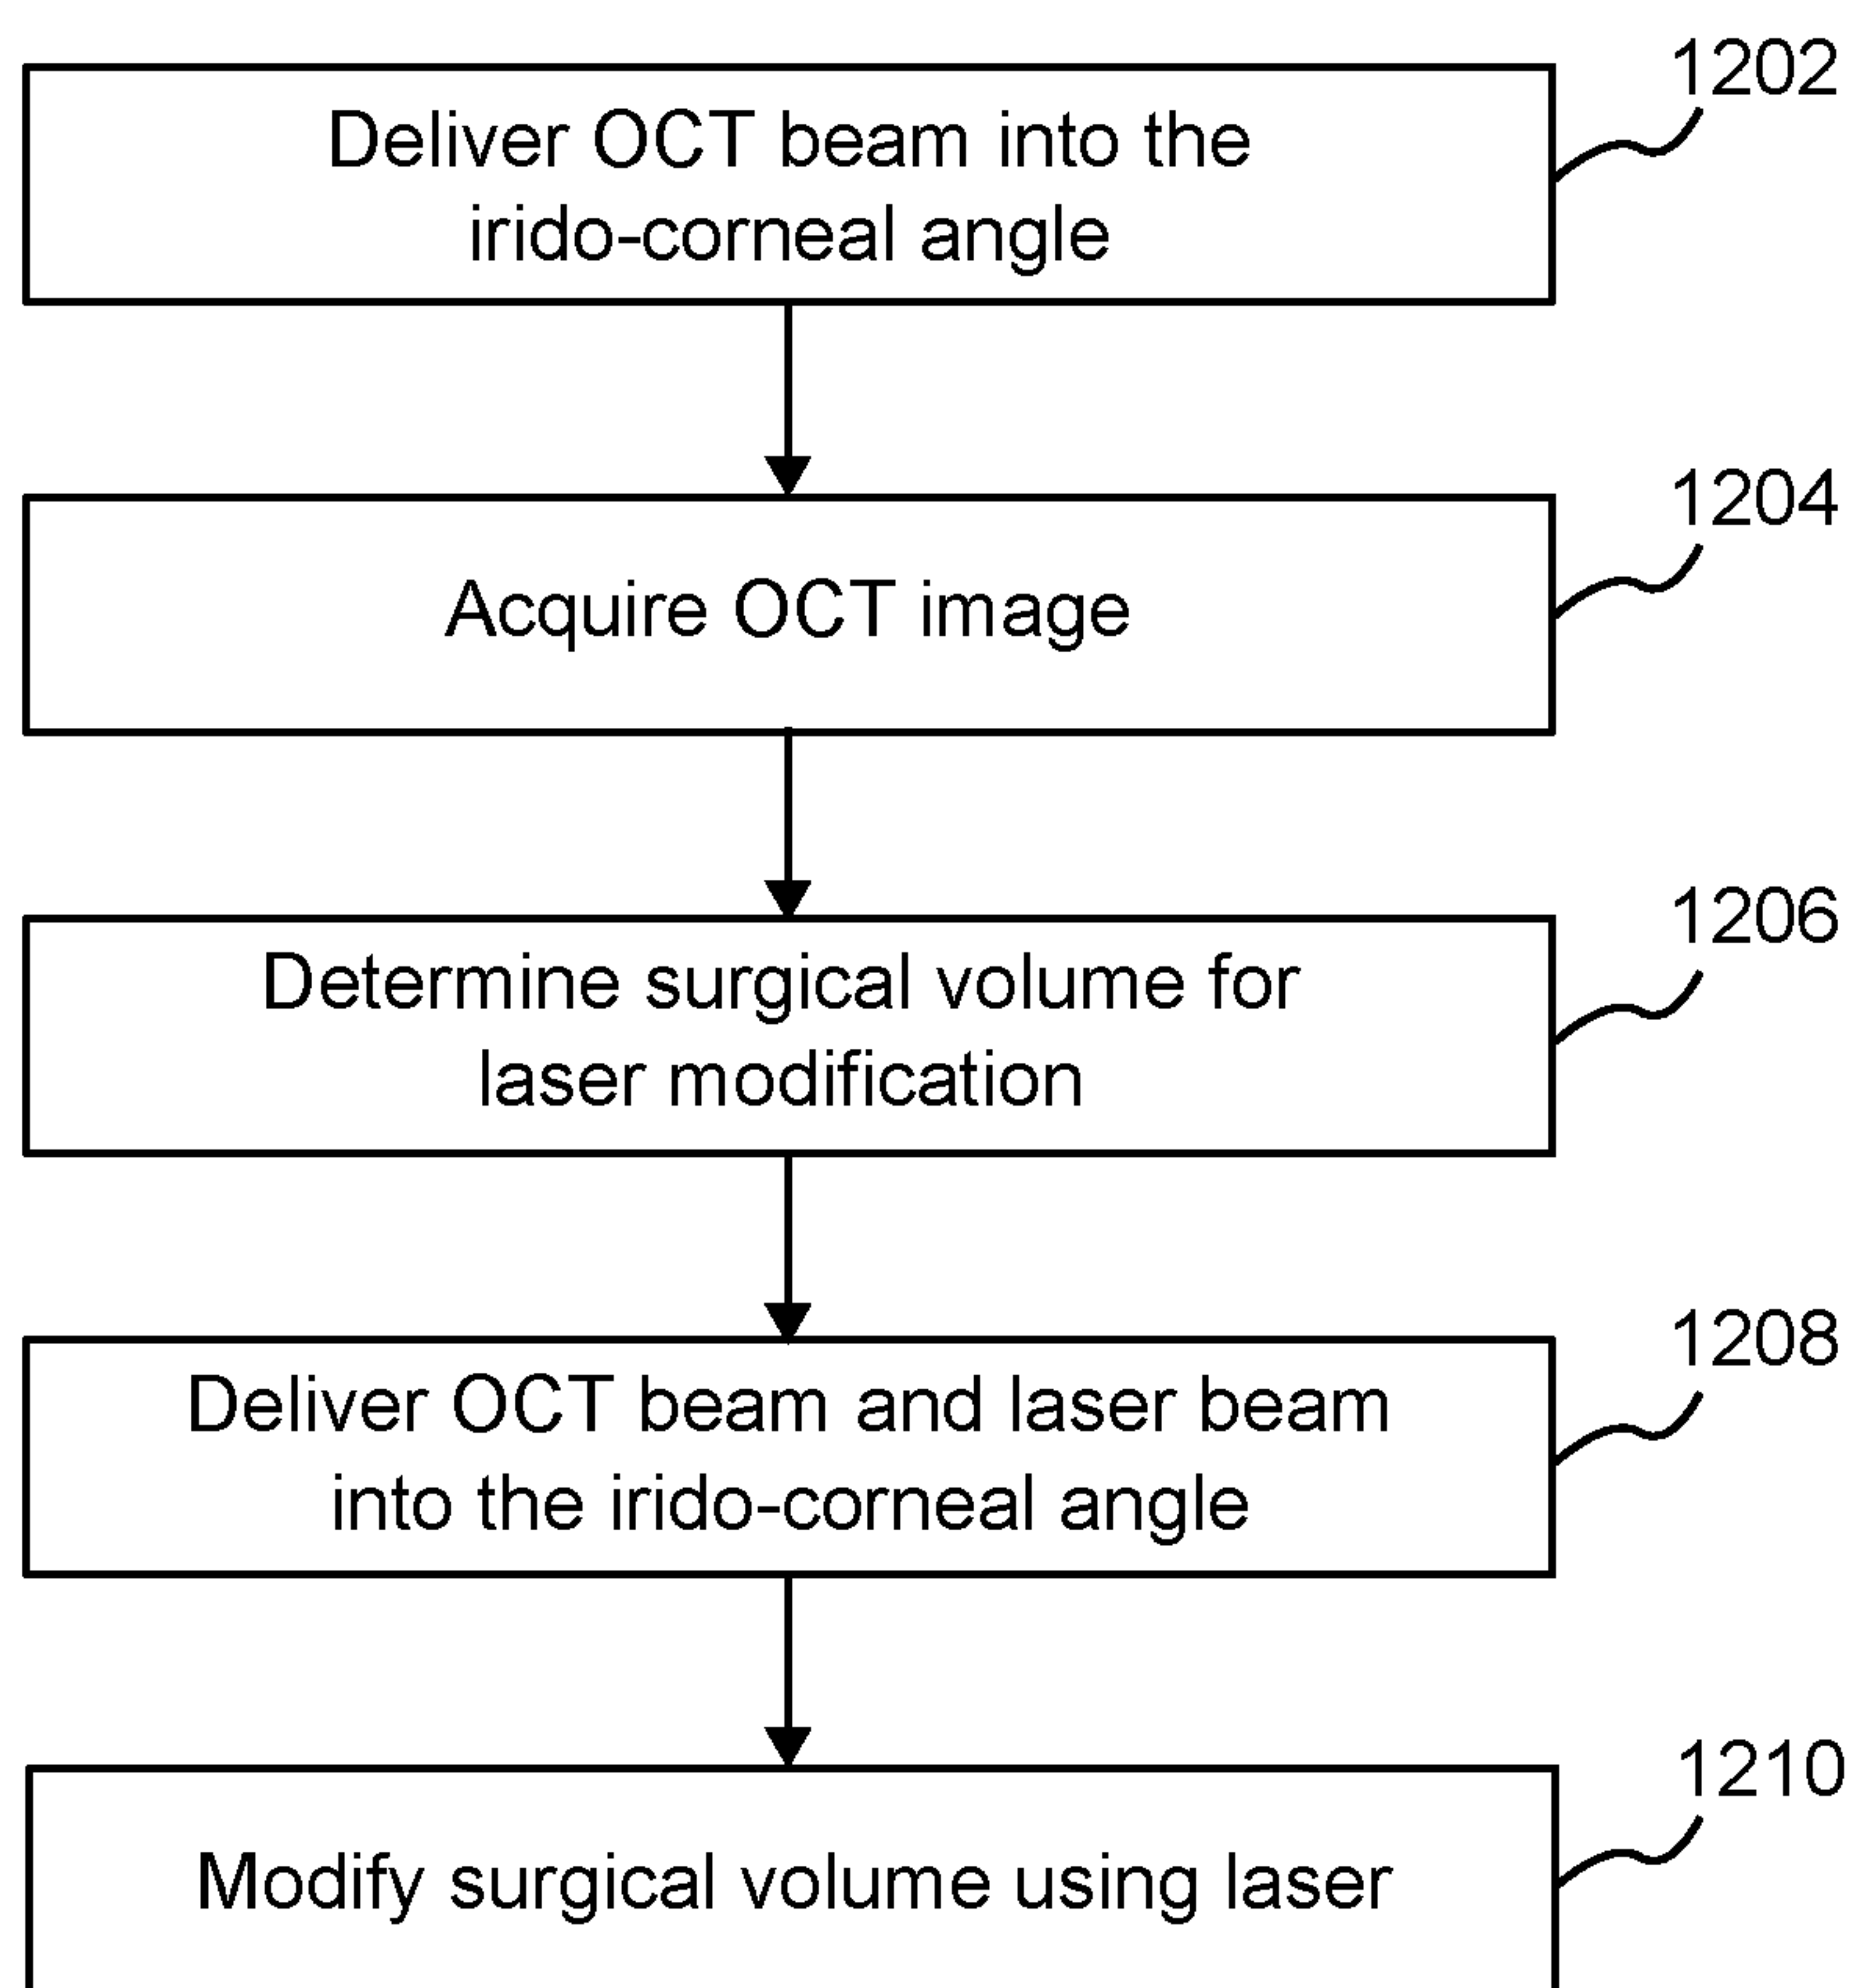 1202
Deliver OCT beam into the
irido-corneal angle
1204
Acquire OCT image
1206
Determine surgical volume for
laser modification
1208
Deliver OCT beam and laser beam
into the irido-corneal angle
1210
Modify surgical volume using laser